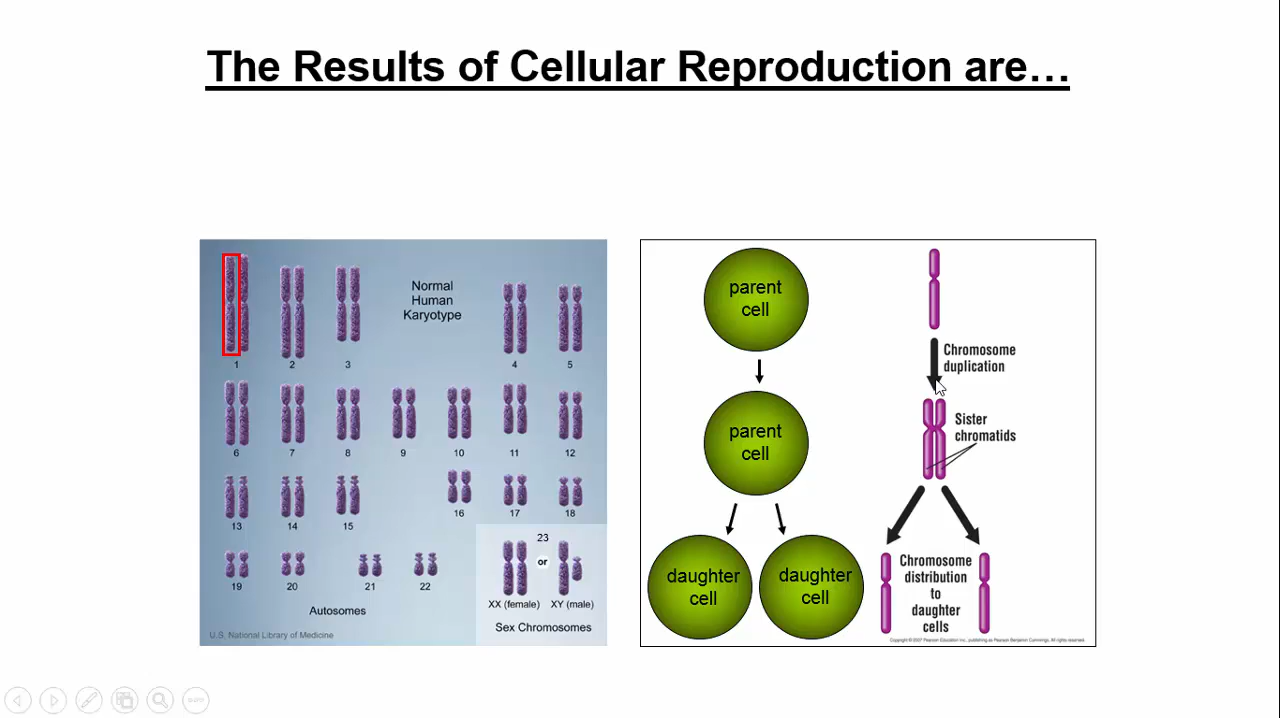 The Results of Cellular Reproduction are…
Normal
Human
Karyotype
1
2
3
4
5
6
7
8
9
10
11
12
13
14
15
16
17
18
19
20
21
22
23
or
XX (female)
XY (male)
Autosomes
Sex Chromosomes
U.S. National Library of Medicine
parent
cell
parent
cell
daughter
cell
daughter
cell
Chromosome
duplication
Sister
chromatids
Chromosome
distribution
to
daughter
cells
Copyright © 2007 Pearson Education Inc., publishing as Pearson Benjamin Cummings. All rights reserved.